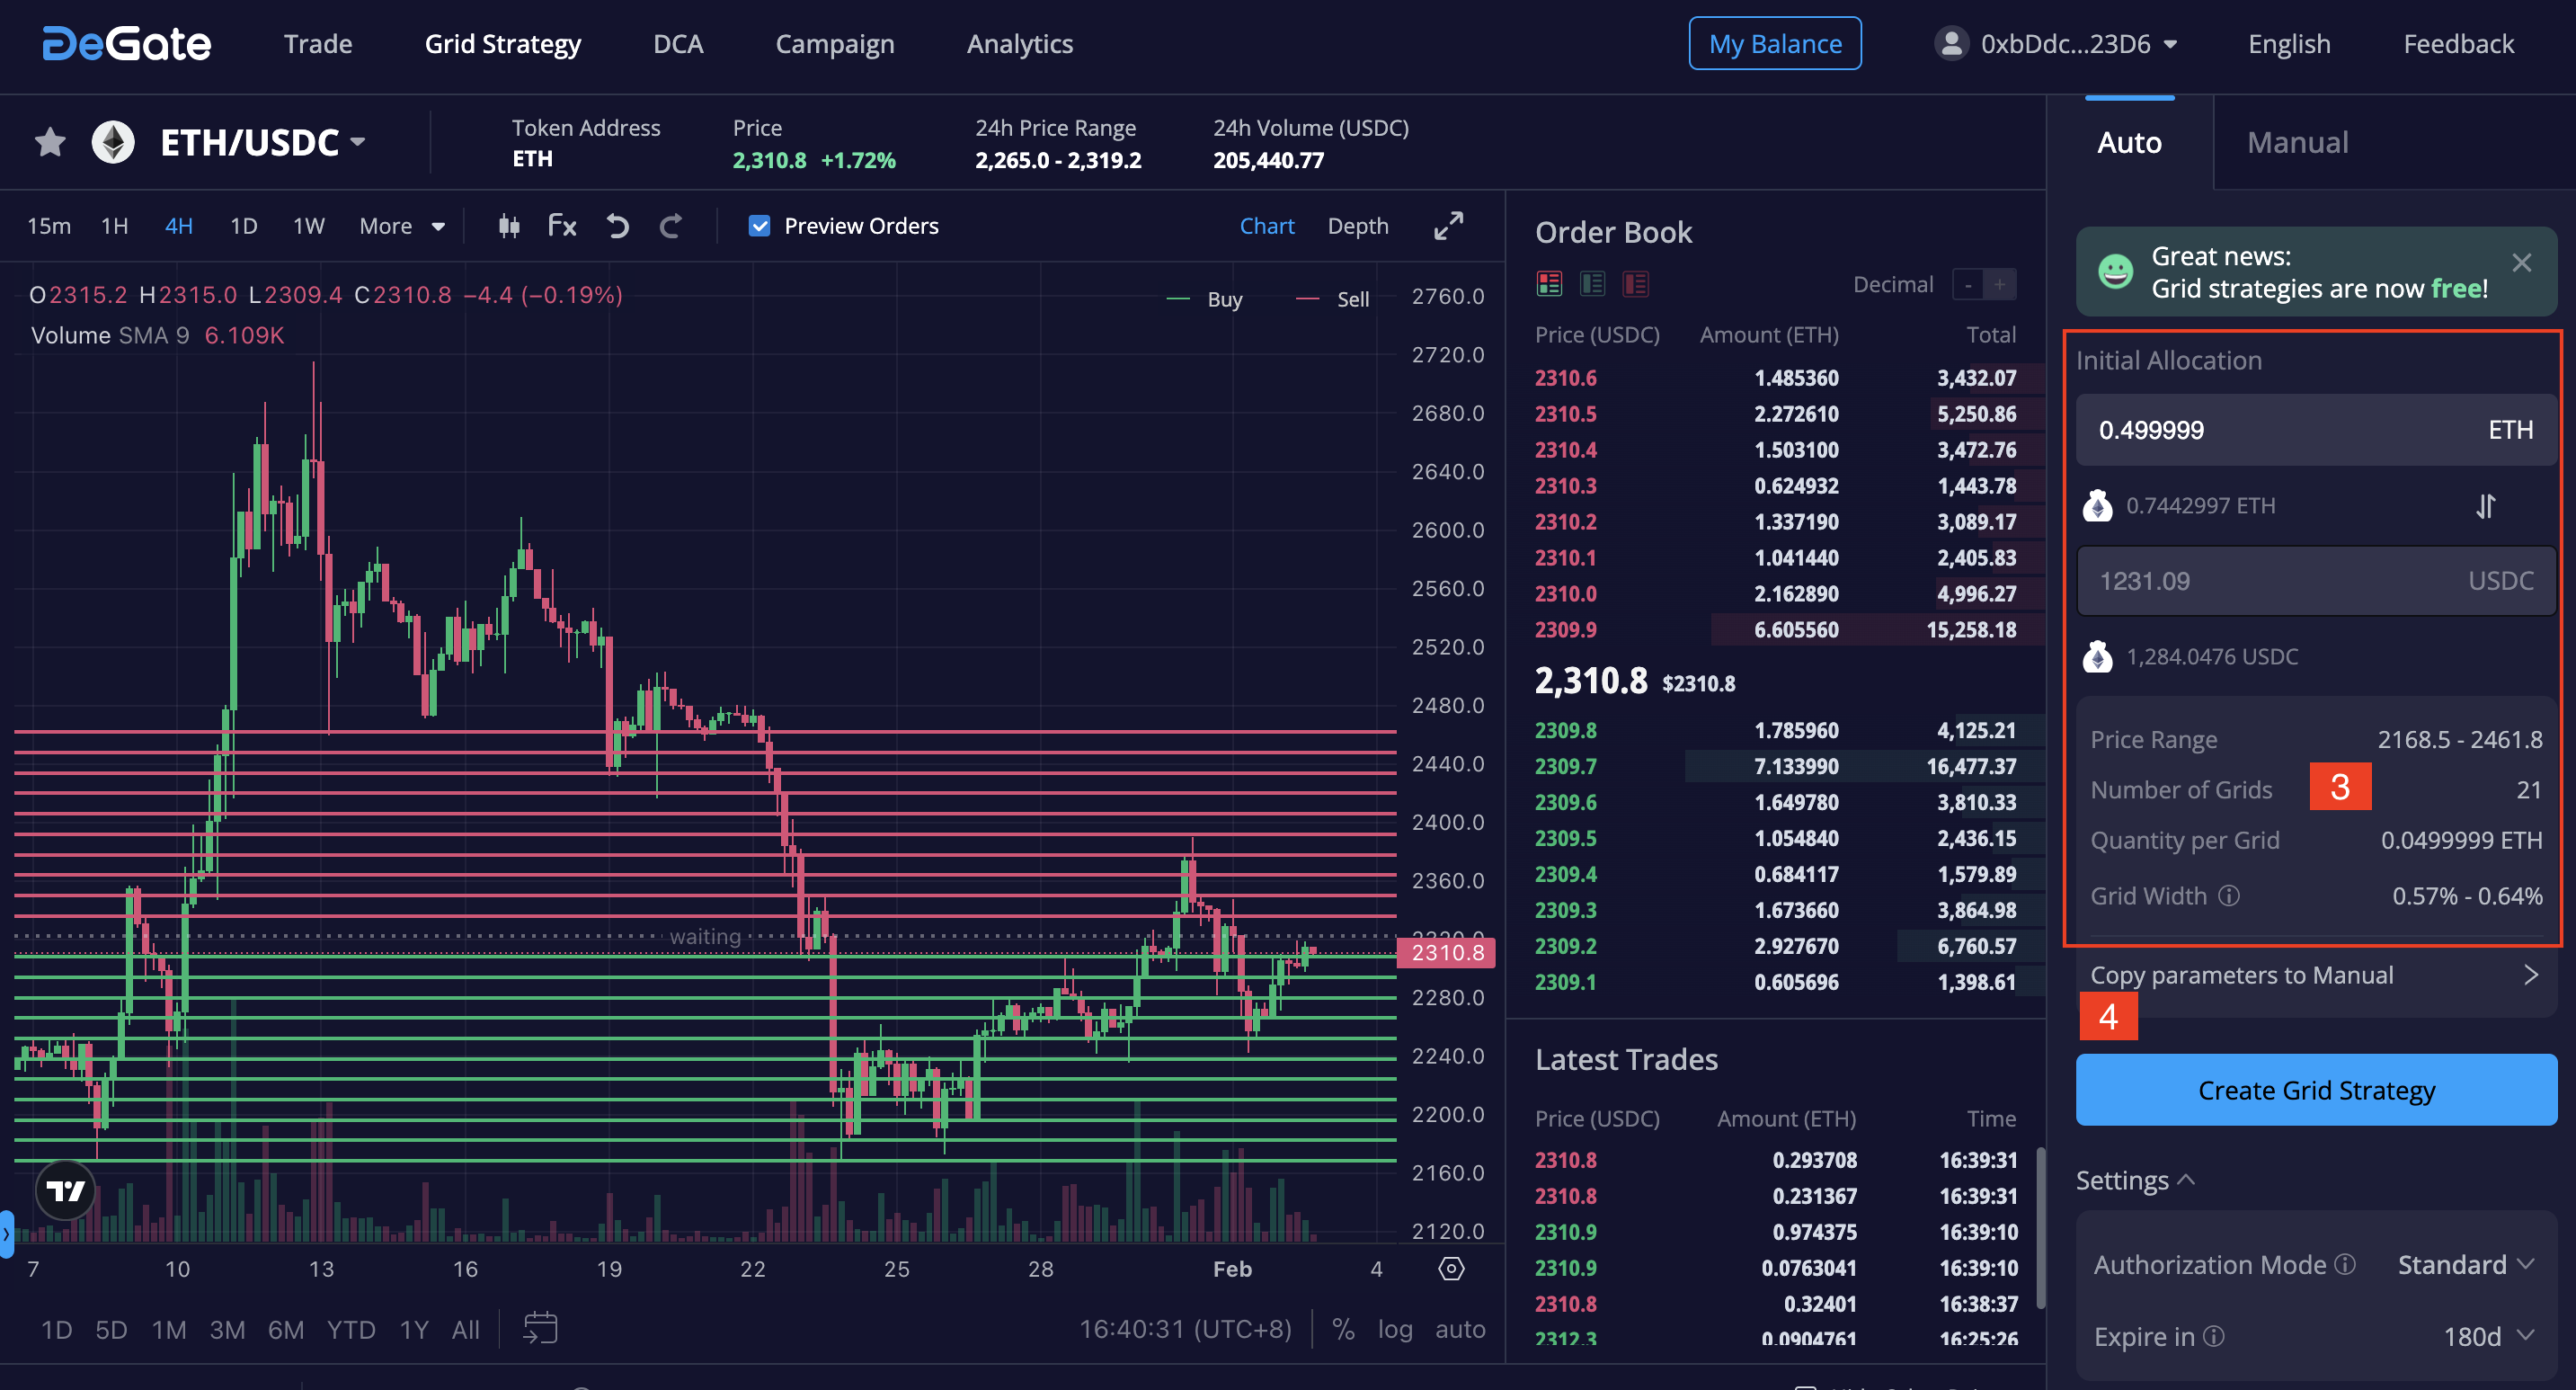 DeGate Trade Grid Strategy DCA Campaign Analytics My Balance 0xbDdc...23D6 English Feedback
ETH/USDC
Token Address Price 24h Price Range 24h Volume (USDC)
ETH 2,310.8 +1.72% 2,265.0 - 2,319.2 205,440.77
15m 1H 4H 1D 1W More Fx Preview Orders Chart Depth
O2315.2 H2315.0 L2309.4 C2310.8 −4.4 (−0.19%)
Buy Sell
Volume SMA 9 6.109K
2760.0
2720.0
2680.0
2640.0
2600.0
2560.0
2520.0
2480.0
2440.0
2400.0
2360.0
waiting
2310.8
2280.0
2240.0
2200.0
2160.0
2120.0
7 10 13 16 19 22 25 28 Feb 4
1D 5D 1M 3M 6M YTD 1Y All 16:40:31 (UTC+8) % log auto
Order Book
Decimal - +
Price (USDC) Amount (ETH) Total
2310.6 1.485360 3,432.07
2310.5 2.272610 5,250.86
2310.4 1.503100 3,472.76
2310.3 0.624932 1,443.78
2310.2 1.337190 3,089.17
2310.1 1.041440 2,405.83
2310.0 2.162890 4,996.27
2309.9 6.605560 15,258.18
2,310.8 $2310.8
2309.8 1.785960 4,125.21
2309.7 7.133990 16,477.37
2309.6 1.649780 3,810.33
2309.5 1.054840 2,436.15
2309.4 0.684117 1,579.89
2309.3 1.673660 3,864.98
2309.2 2.927670 6,760.57
2309.1 0.605696 1,398.61
Latest Trades
Price (USDC) Amount (ETH) Time
2310.8 0.293708 16:39:31
2310.8 0.231367 16:39:31
2310.9 0.974375 16:39:10
2310.9 0.0763041 16:39:10
2310.8 0.32401 16:38:37
2312.3 0.0904761 16:25:26
Auto Manual
Great news:
Grid strategies are now free!
Initial Allocation
0.499999 ETH
0.7442997 ETH
1231.09 USDC
1,284.0476 USDC
Price Range 2168.5 - 2461.8
Number of Grids 3 21
Quantity per Grid 0.0499999 ETH
Grid Width 0.57% - 0.64%
Copy parameters to Manual
4
Create Grid Strategy
Settings
Authorization Mode Standard
Expire in 180d